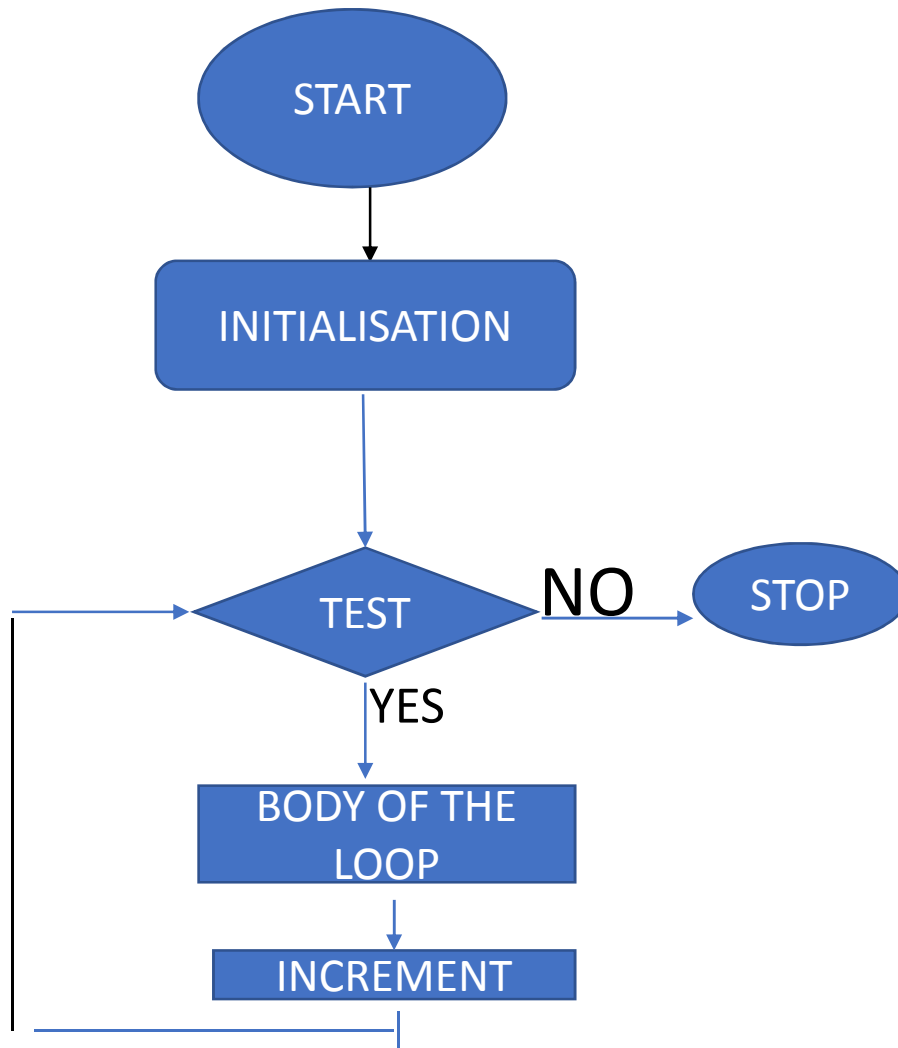 START
INITIALISATION
TEST
NO
STOP
YES
BODY OF THE
LOOP
INCREMENT